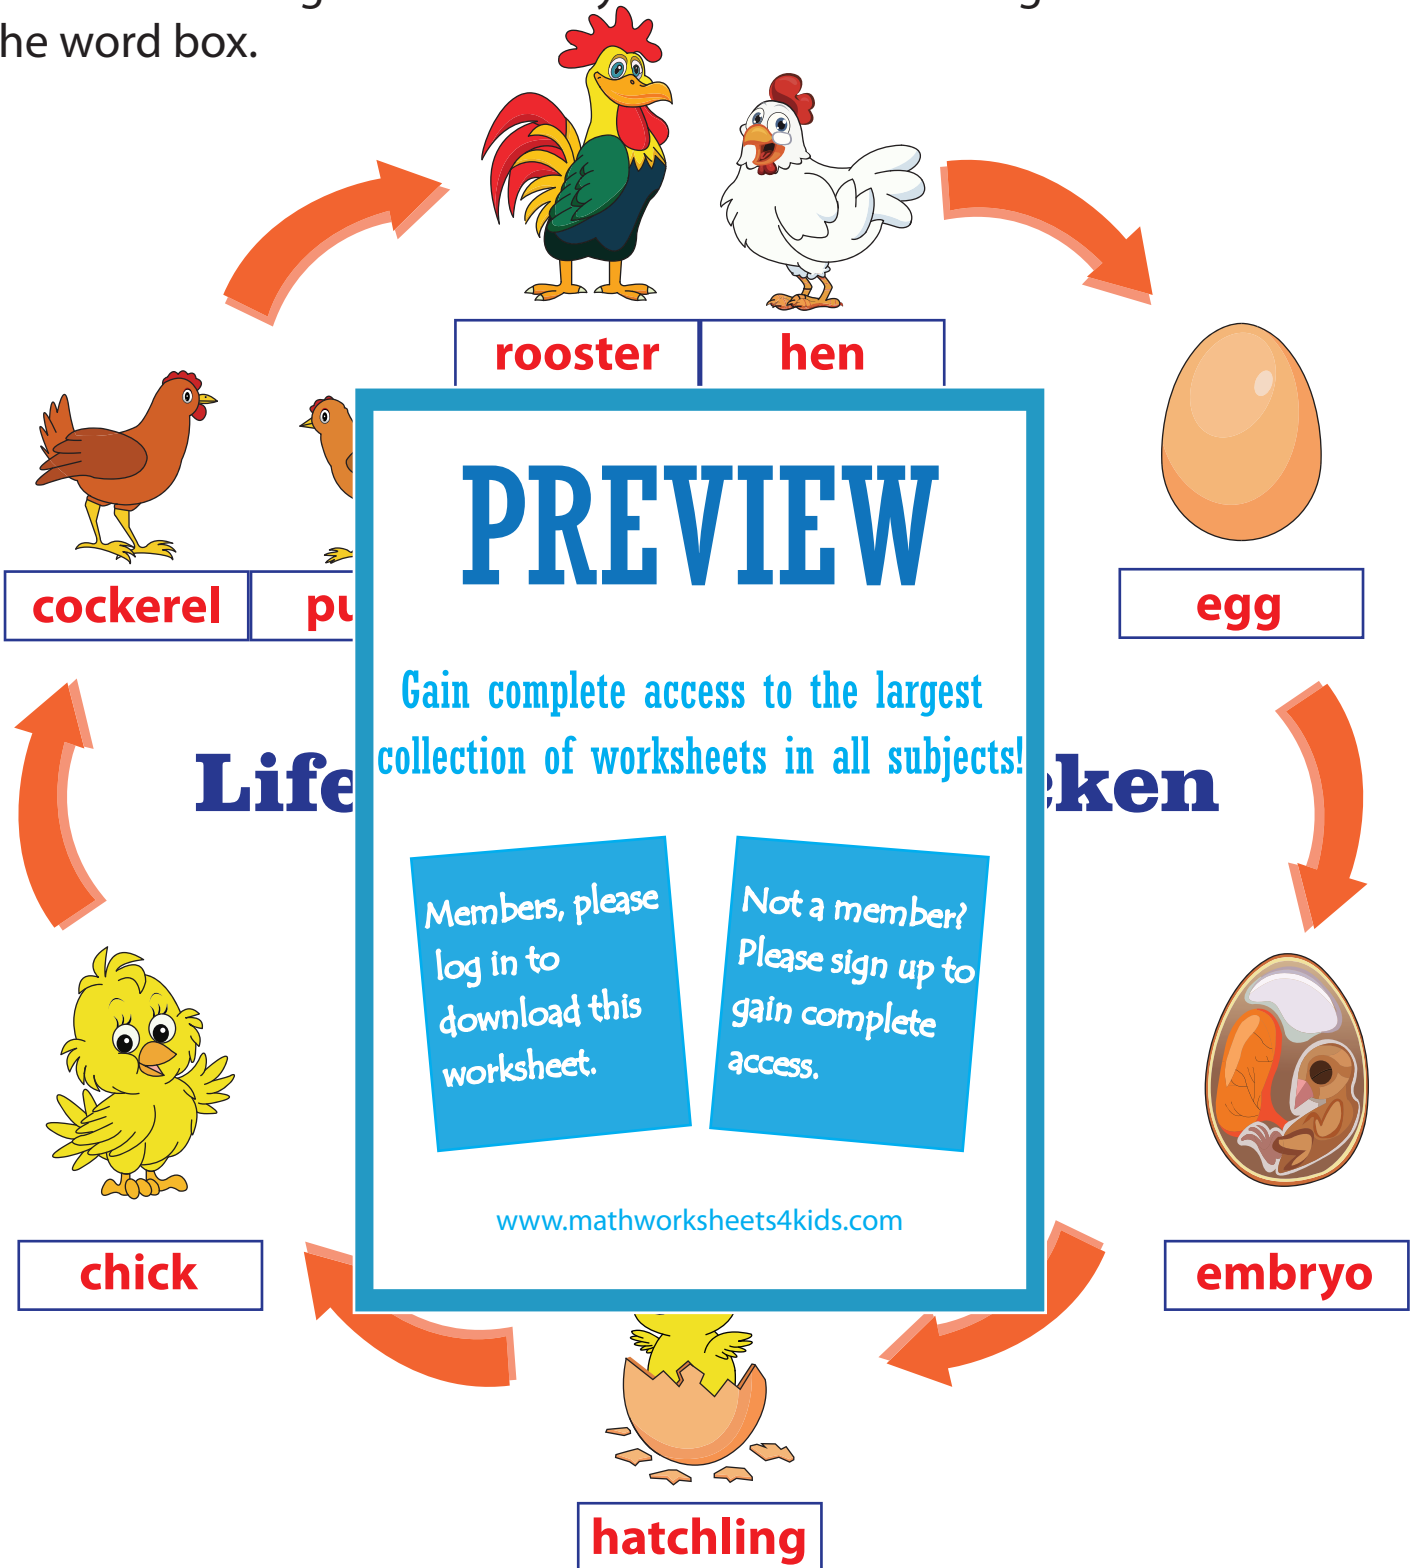 he word box.
rooster hen
PREVIEW
cockerel pu egg
Gain complete access to the largest
collection of worksheets in all subjects!
Life ken
Members, please
log in to
download this
worksheet.
Not a member?
Please sign up to
gain complete
access.
www.mathworksheets4kids.com
chick embryo
hatchling